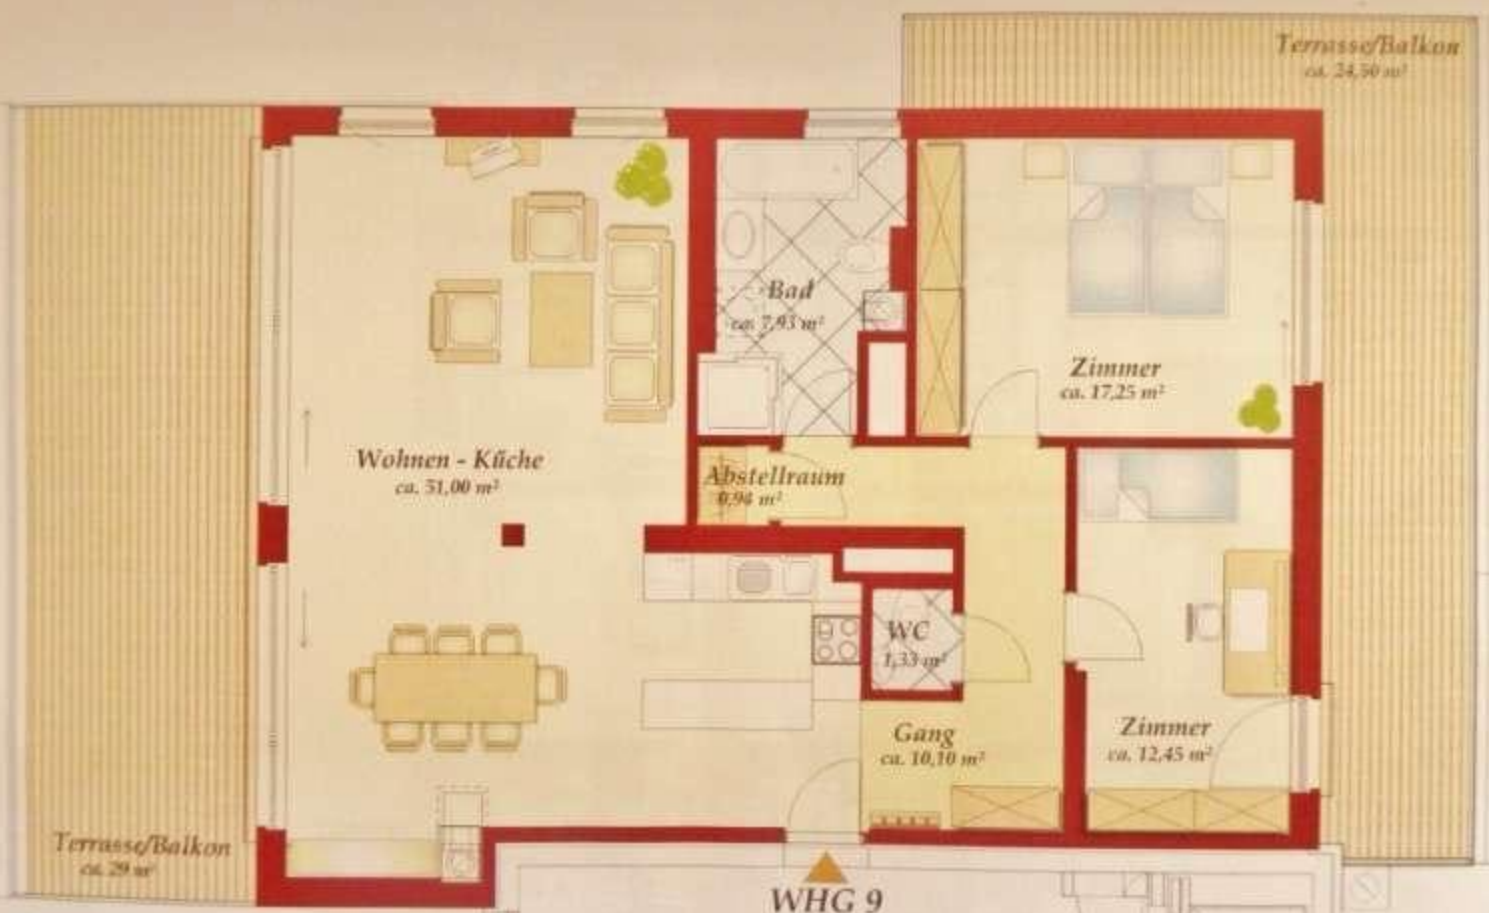 Terrasse/Balkon
ca. 24,50 m²
Bad
ca. 7,93 m²
Zimmer
ca. 17,25 m²
Wohnen - Küche
ca. 51,00 m²
Abstellraum
0,94 m²
WC
1,33 m²
Gang
ca. 10,10 m²
Zimmer
ca. 12,45 m²
Terrasse/Balkon
ca. 29 m²
WHG 9